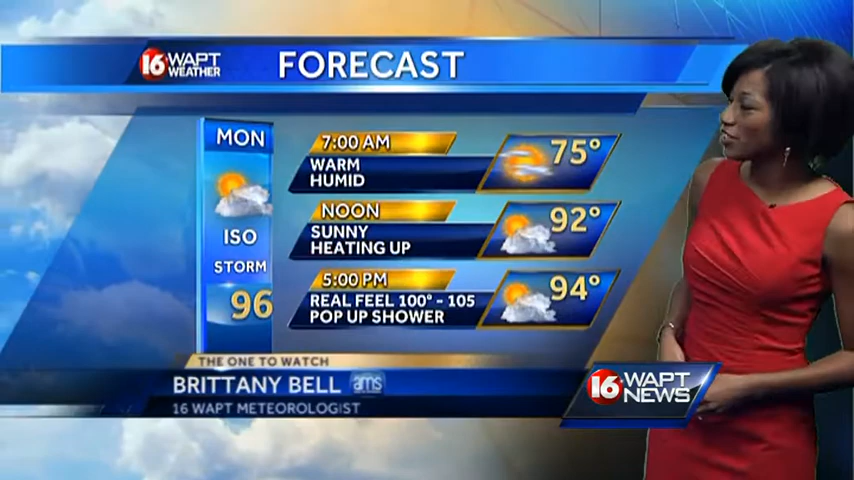 16 WAPT
WEATHER
FORECAST
MON
ISO
STORM
96
7:00 AM
WARM
HUMID
75°
NOON
SUNNY
HEATING UP
92°
5:00 PM
REAL FEEL 100° - 105
POP UP SHOWER
94°
THE ONE TO WATCH
BRITTANY BELL ams
16 WAPT METEOROLOGIST
16 WAPT
NEWS